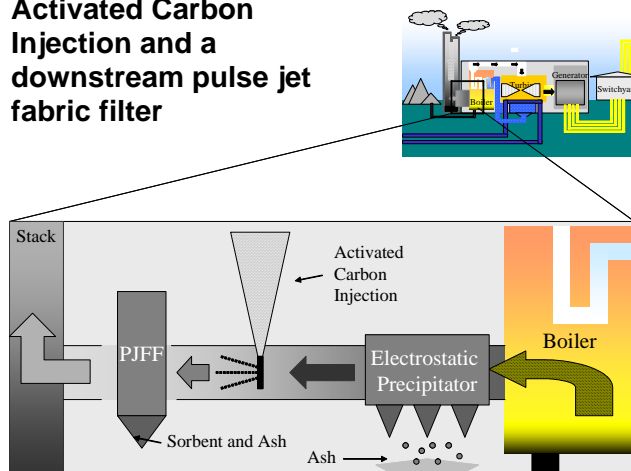 Activated Carbon
Injection and a
downstream pulse jet
fabric filter
Boiler
Generator
Stack
Activated
Carbon
Injection
PJFF
Electrostatic
Precipitator
Boiler
Sorbent and Ash
Ash